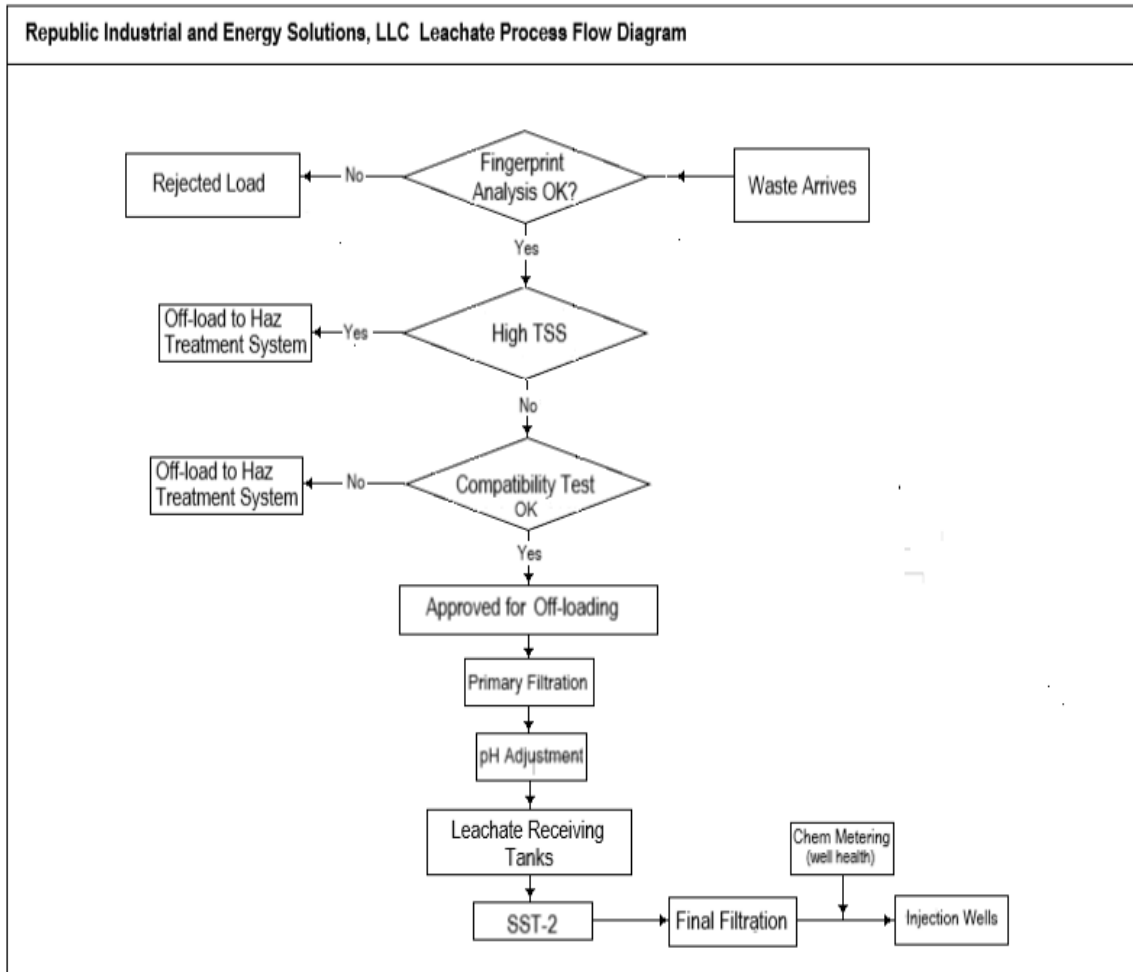 Republic Industrial and Energy Solutions, LLC Leachate Process Flow Diagram
Rejected Load
No
Fingerprint
Analysis OK?
Waste Arrives
Yes
Off-load to Haz
Treatment System
Yes
High TSS
No
Off-load to Haz
Treatment System
No
Compatibility Test
OK
Yes
Approved for Off-loading
Primary Filtration
pH Adjustment
Leachate Receiving
Tanks
Chem Metering
(well health)
SST-2
Final Filtration
Injection Wells